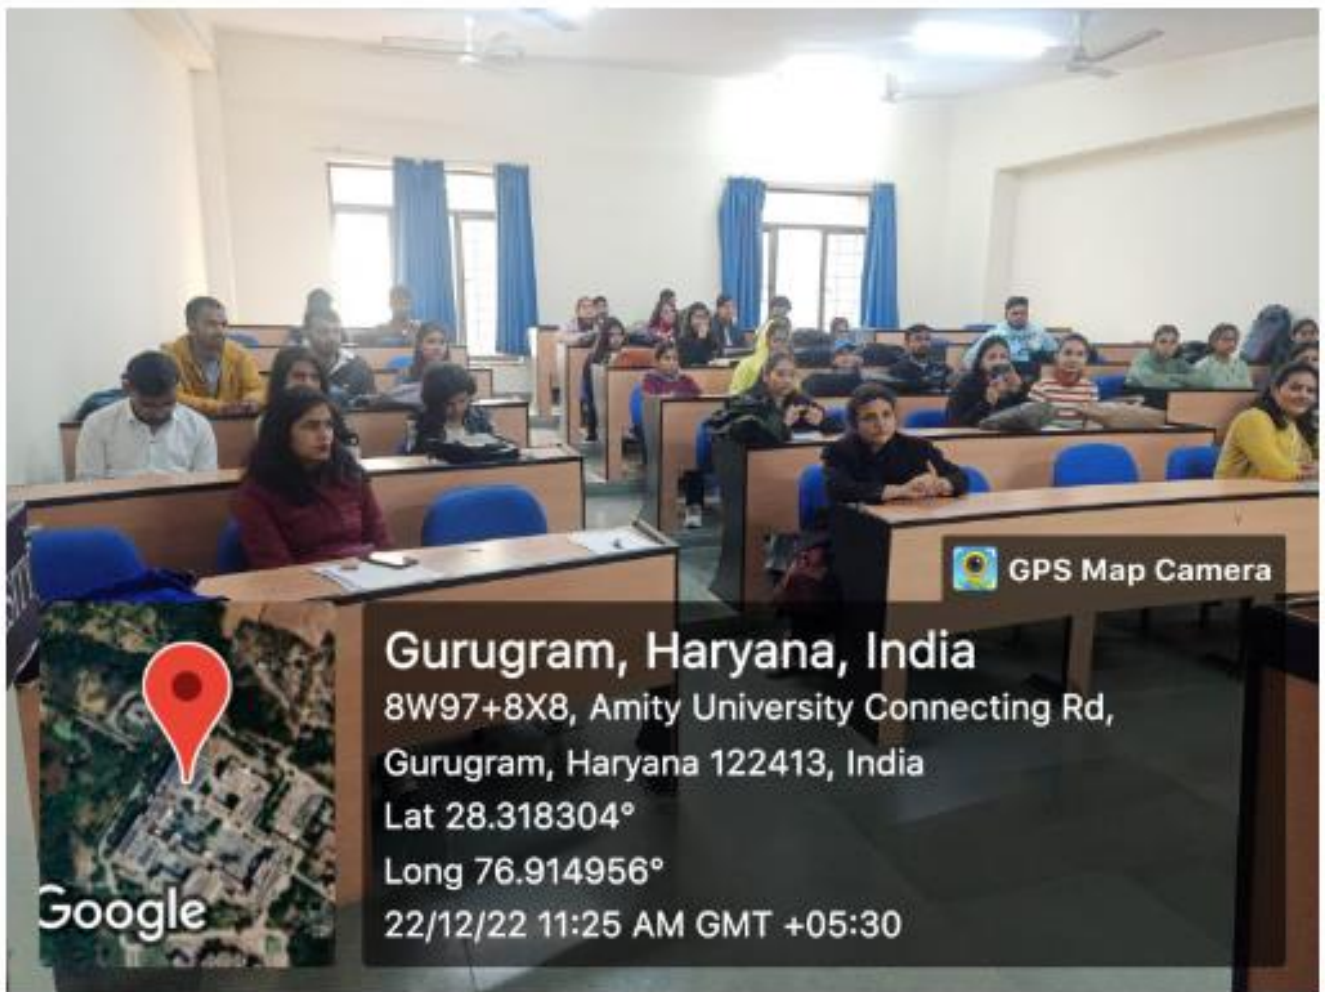 GPS Map Camera
Gurugram, Haryana, India
8W97+8X8, Amity University Connecting Rd,
Gurugram, Haryana 122413, India
Lat 28.318304°
Long 76.914956°
22/12/22 11:25 AM GMT +05:30
Google